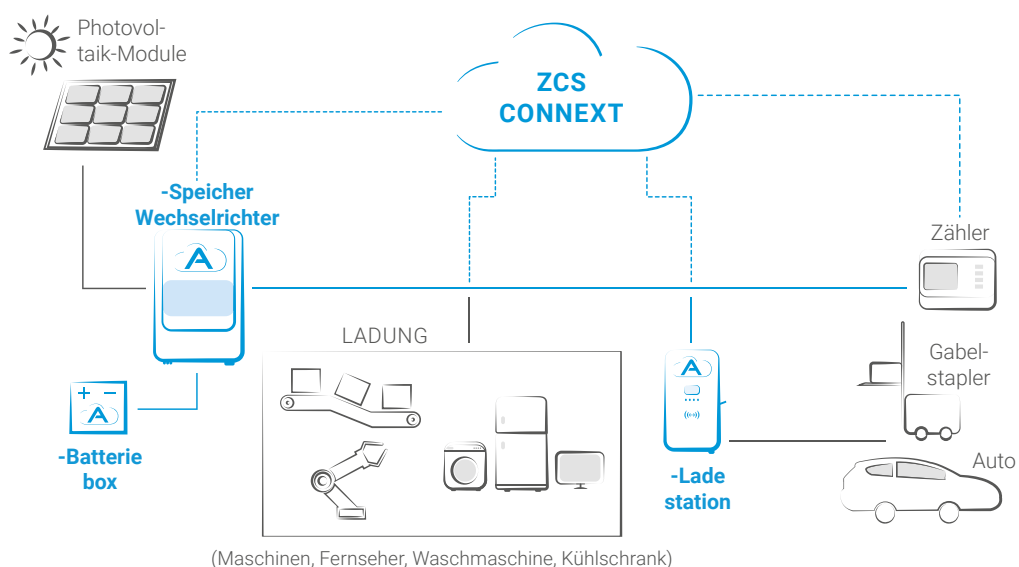 Photovol-
taik-Module
ZCS
CONNEXT
-Speicher
Wechselrichter
A
Zähler
LADUNG
A
Gabel-
stapler
+ −
A
-Batterie
box
-Lade
station
Auto
(Maschinen, Fernseher, Waschmaschine, Kühlschrank)